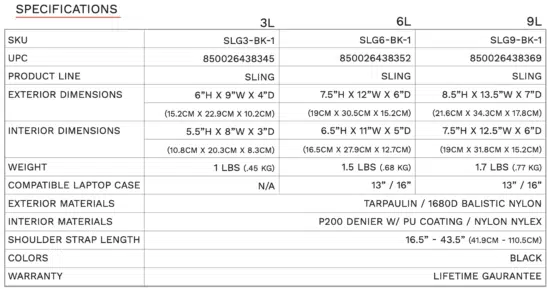 SPECIFICATIONS
3L 6L 9L
SKU SLG3-BK-1 SLG6-BK-1 SLG9-BK-1
UPC 850026438345 850026438352 850026438369
PRODUCT LINE SLING SLING SLING
EXTERIOR DIMENSIONS 6"H X 9"W X 4"D 7.5"H X 12"W X 6"D 8.5"H X 13.5"W X 7"D
(15.2CM X 22.9CM X 10.2CM) (19CM X 30.5CM X 15.2CM) (21.6CM X 34.3CM X 17.8CM)
INTERIOR DIMENSIONS 5.5"H X 8"W X 3"D 6.5"H X 11"W X 5"D 7.5"H X 12.5"W X 6"D
(10.8CM X 20.3CM X 8.3CM) (16.5CM X 27.9CM X 12.7CM) (19CM X 31.8CM X 15.2CM)
WEIGHT 1 LBS (.45 KG) 1.5 LBS (.68 KG) 1.7 LBS (.77 KG)
COMPATIBLE LAPTOP CASE N/A 13" / 16" 13" / 16"
EXTERIOR MATERIALS TARPAULIN / 1680D BALISTIC NYLON
INTERIOR MATERIALS P200 DENIER W/ PU COATING / NYLON NYLEX
SHOULDER STRAP LENGTH 16.5" - 43.5" (41.9CM - 110.5CM)
COLORS BLACK
WARRANTY LIFETIME GAURANTEE